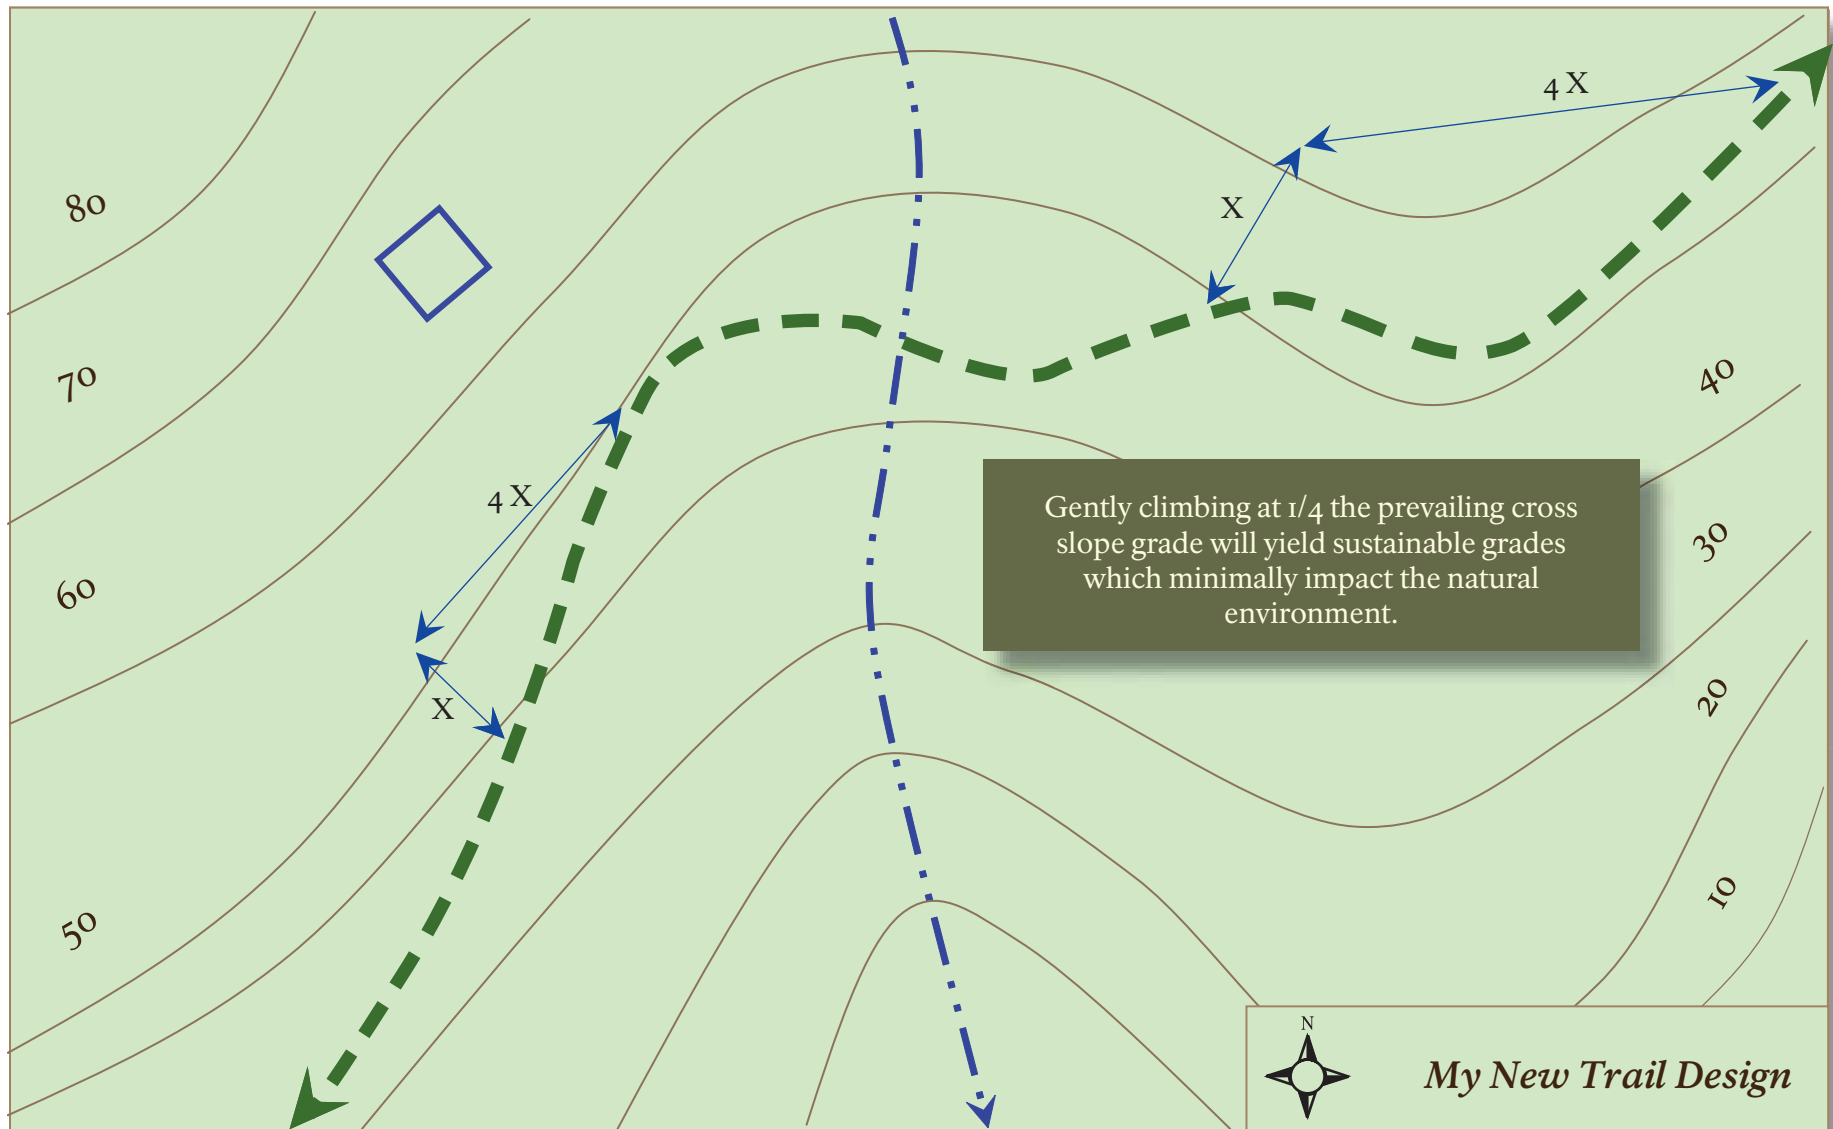 4 X
X
80
70
40
4 X
Gently climbing at 1/4 the prevailing cross
slope grade will yield sustainable grades
which minimally impact the natural
environment.
30
60
20
X
10
50
N
My New Trail Design